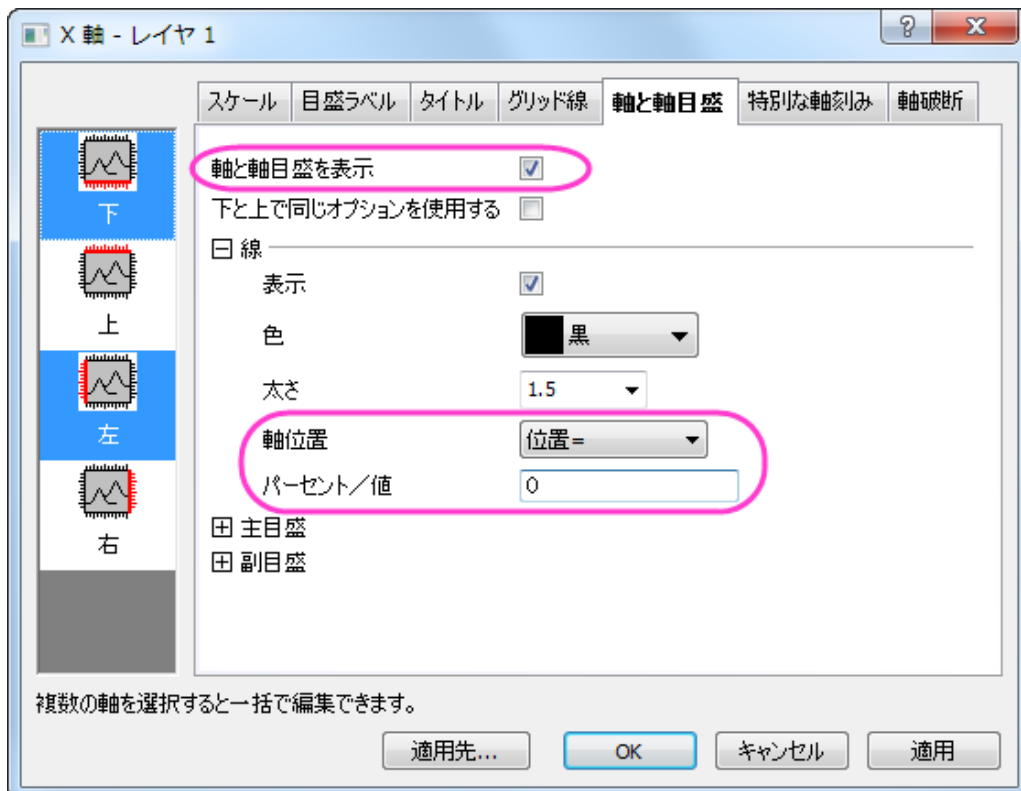 X 軸 - レイヤ 1
スケール 目盛ラベル タイトル グリッド線 軸と軸目盛 特別な軸刻み 軸破断
下
上
左
右
軸と軸目盛を表示
下と上で同じオプションを使用する
線
表示
色 黒
太さ 1.5
軸位置 位置=
パーセント／値 0
主目盛
副目盛
複数の軸を選択すると一括で編集できます。
適用先... OK キャンセル 適用